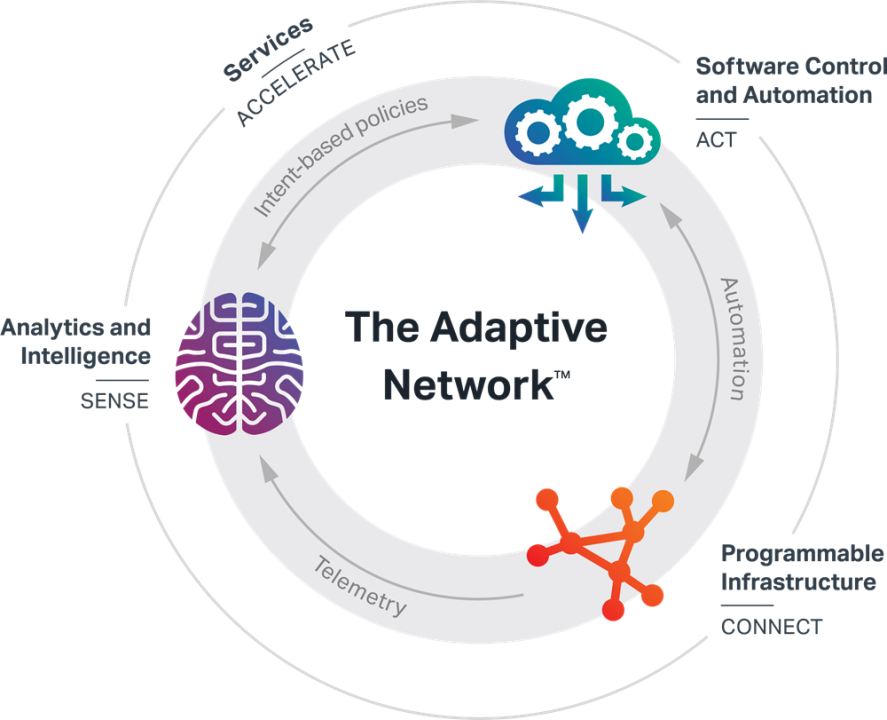 Services
ACCELERATE
Software Control
and Automation
ACT
Intent-based policies
Automation
Analytics and
Intelligence
SENSE
The Adaptive
Network™
Programmable
Infrastructure
CONNECT
Telemetry